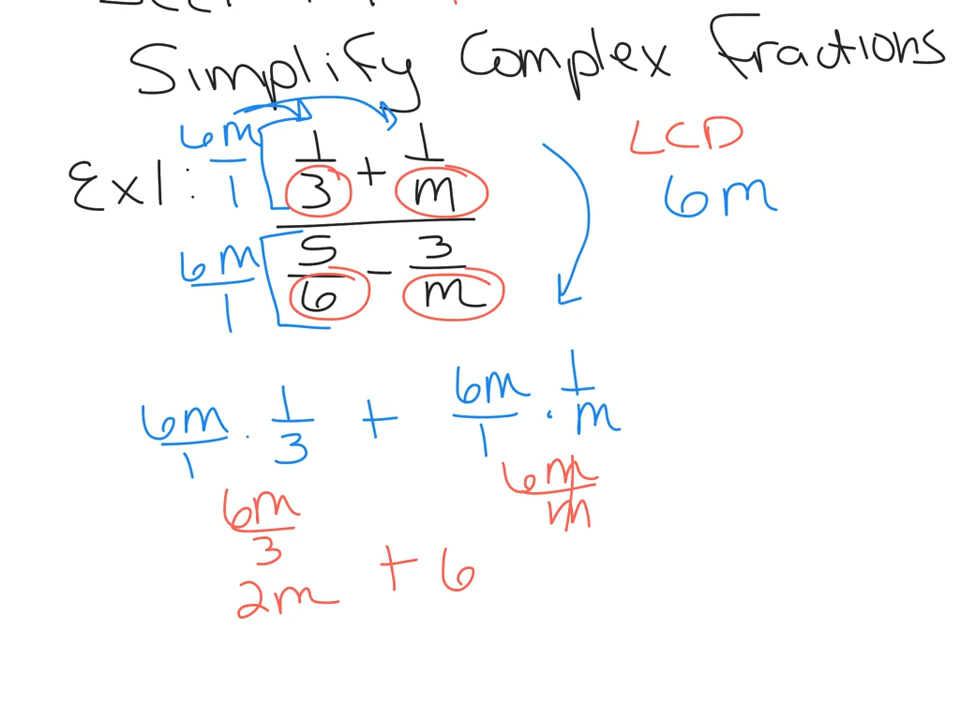 Simplify Complex Fractions
LCD
6m
Ex1: 6m/1 [ 1/3 + 1/m
6m/1 [ 5/6 - 3/m
6m/1 · 1/3 + 6m/1 · 1/m
6m/3 6m/m
2m + 6